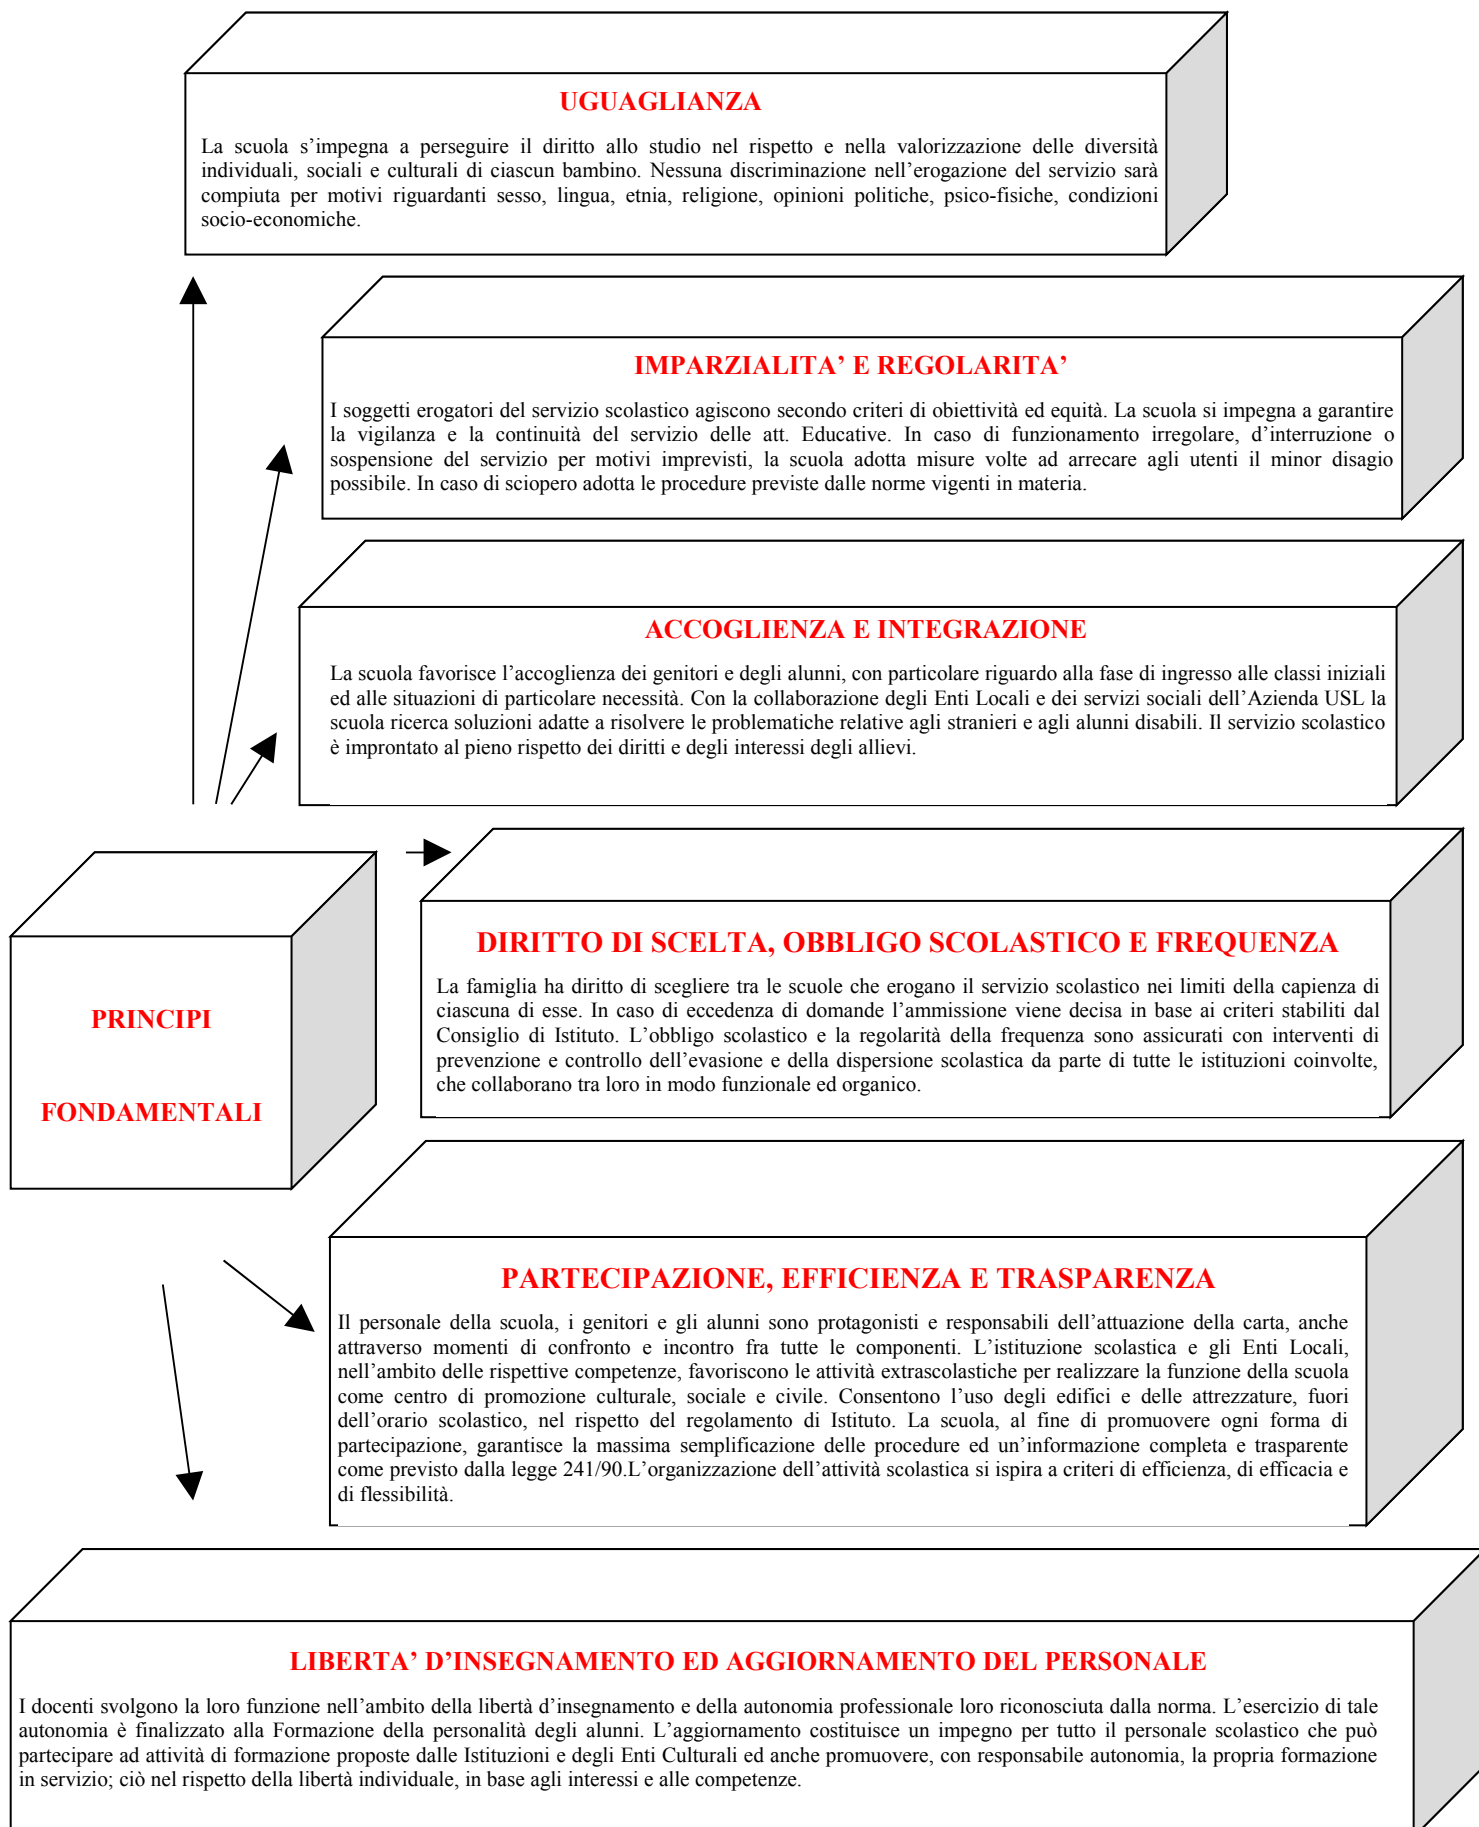 UGUAGLIANZA
La scuola s’impegna a perseguire il diritto allo studio nel rispetto e nella valorizzazione delle diversità
individuali, sociali e culturali di ciascun bambino. Nessuna discriminazione nell’erogazione del servizio sarà
compiuta per motivi riguardanti sesso, lingua, etnia, religione, opinioni politiche, psico-fisiche, condizioni
socio-economiche.
IMPARZIALITA’ E REGOLARITA’
I soggetti erogatori del servizio scolastico agiscono secondo criteri di obiettività ed equità. La scuola si impegna a garantire
la vigilanza e la continuità del servizio delle att. Educative. In caso di funzionamento irregolare, d’interruzione o
sospensione del servizio per motivi imprevisti, la scuola adotta misure volte ad arrecare agli utenti il minor disagio
possibile. In caso di sciopero adotta le procedure previste dalle norme vigenti in materia.
ACCOGLIENZA E INTEGRAZIONE
La scuola favorisce l’accoglienza dei genitori e degli alunni, con particolare riguardo alla fase di ingresso alle classi iniziali
ed alle situazioni di particolare necessità. Con la collaborazione degli Enti Locali e dei servizi sociali dell’Azienda USL la
scuola ricerca soluzioni adatte a risolvere le problematiche relative agli stranieri e agli alunni disabili. Il servizio scolastico
è improntato al pieno rispetto dei diritti e degli interessi degli allievi.
PRINCIPI
FONDAMENTALI
DIRITTO DI SCELTA, OBBLIGO SCOLASTICO E FREQUENZA
La famiglia ha diritto di scegliere tra le scuole che erogano il servizio scolastico nei limiti della capienza di
ciascuna di esse. In caso di eccedenza di domande l’ammissione viene decisa in base ai criteri stabiliti dal
Consiglio di Istituto. L’obbligo scolastico e la regolarità della frequenza sono assicurati con interventi di
prevenzione e controllo dell’evasione e della dispersione scolastica da parte di tutte le istituzioni coinvolte,
che collaborano tra loro in modo funzionale ed organico.
PARTECIPAZIONE, EFFICIENZA E TRASPARENZA
Il personale della scuola, i genitori e gli alunni sono protagonisti e responsabili dell’attuazione della carta, anche
attraverso momenti di confronto e incontro fra tutte le componenti. L’istituzione scolastica e gli Enti Locali,
nell’ambito delle rispettive competenze, favoriscono le attività extrascolastiche per realizzare la funzione della scuola
come centro di promozione culturale, sociale e civile. Consentono l’uso degli edifici e delle attrezzature, fuori
dell’orario scolastico, nel rispetto del regolamento di Istituto. La scuola, al fine di promuovere ogni forma di
partecipazione, garantisce la massima semplificazione delle procedure ed un’informazione completa e trasparente
come previsto dalla legge 241/90.L’organizzazione dell’attività scolastica si ispira a criteri di efficienza, di efficacia e
di flessibilità.
LIBERTA’ D’INSEGNAMENTO ED AGGIORNAMENTO DEL PERSONALE
I docenti svolgono la loro funzione nell’ambito della libertà d’insegnamento e della autonomia professionale loro riconosciuta dalla norma. L’esercizio di tale
autonomia è finalizzato alla Formazione della personalità degli alunni. L’aggiornamento costituisce un impegno per tutto il personale scolastico che può
partecipare ad attività di formazione proposte dalle Istituzioni e degli Enti Culturali ed anche promuovere, con responsabile autonomia, la propria formazione
in servizio; ciò nel rispetto della libertà individuale, in base agli interessi e alle competenze.